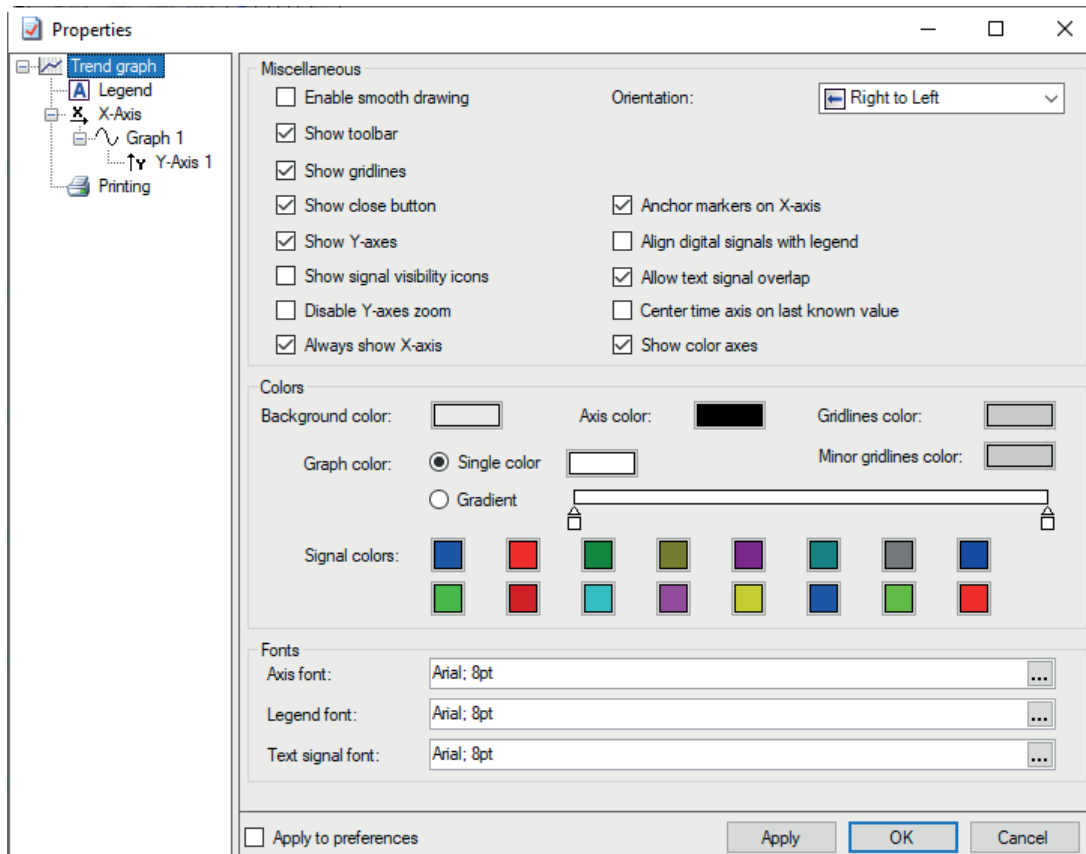 Properties
Trend graph
Legend
X-Axis
Graph 1
Y-Axis 1
Printing
Miscellaneous
Enable smooth drawing Orientation: Right to Left
Show toolbar
Show gridlines
Show close button Anchor markers on X-axis
Show Y-axes Align digital signals with legend
Show signal visibility icons Allow text signal overlap
Disable Y-axes zoom Center time axis on last known value
Always show X-axis Show color axes
Colors
Background color: Axis color: Gridlines color:
Graph color: Single color Minor gridlines color:
Gradient
Signal colors:
Fonts
Axis font: Arial; 8pt ...
Legend font: Arial; 8pt ...
Text signal font: Arial; 8pt ...
Apply to preferences Apply OK Cancel